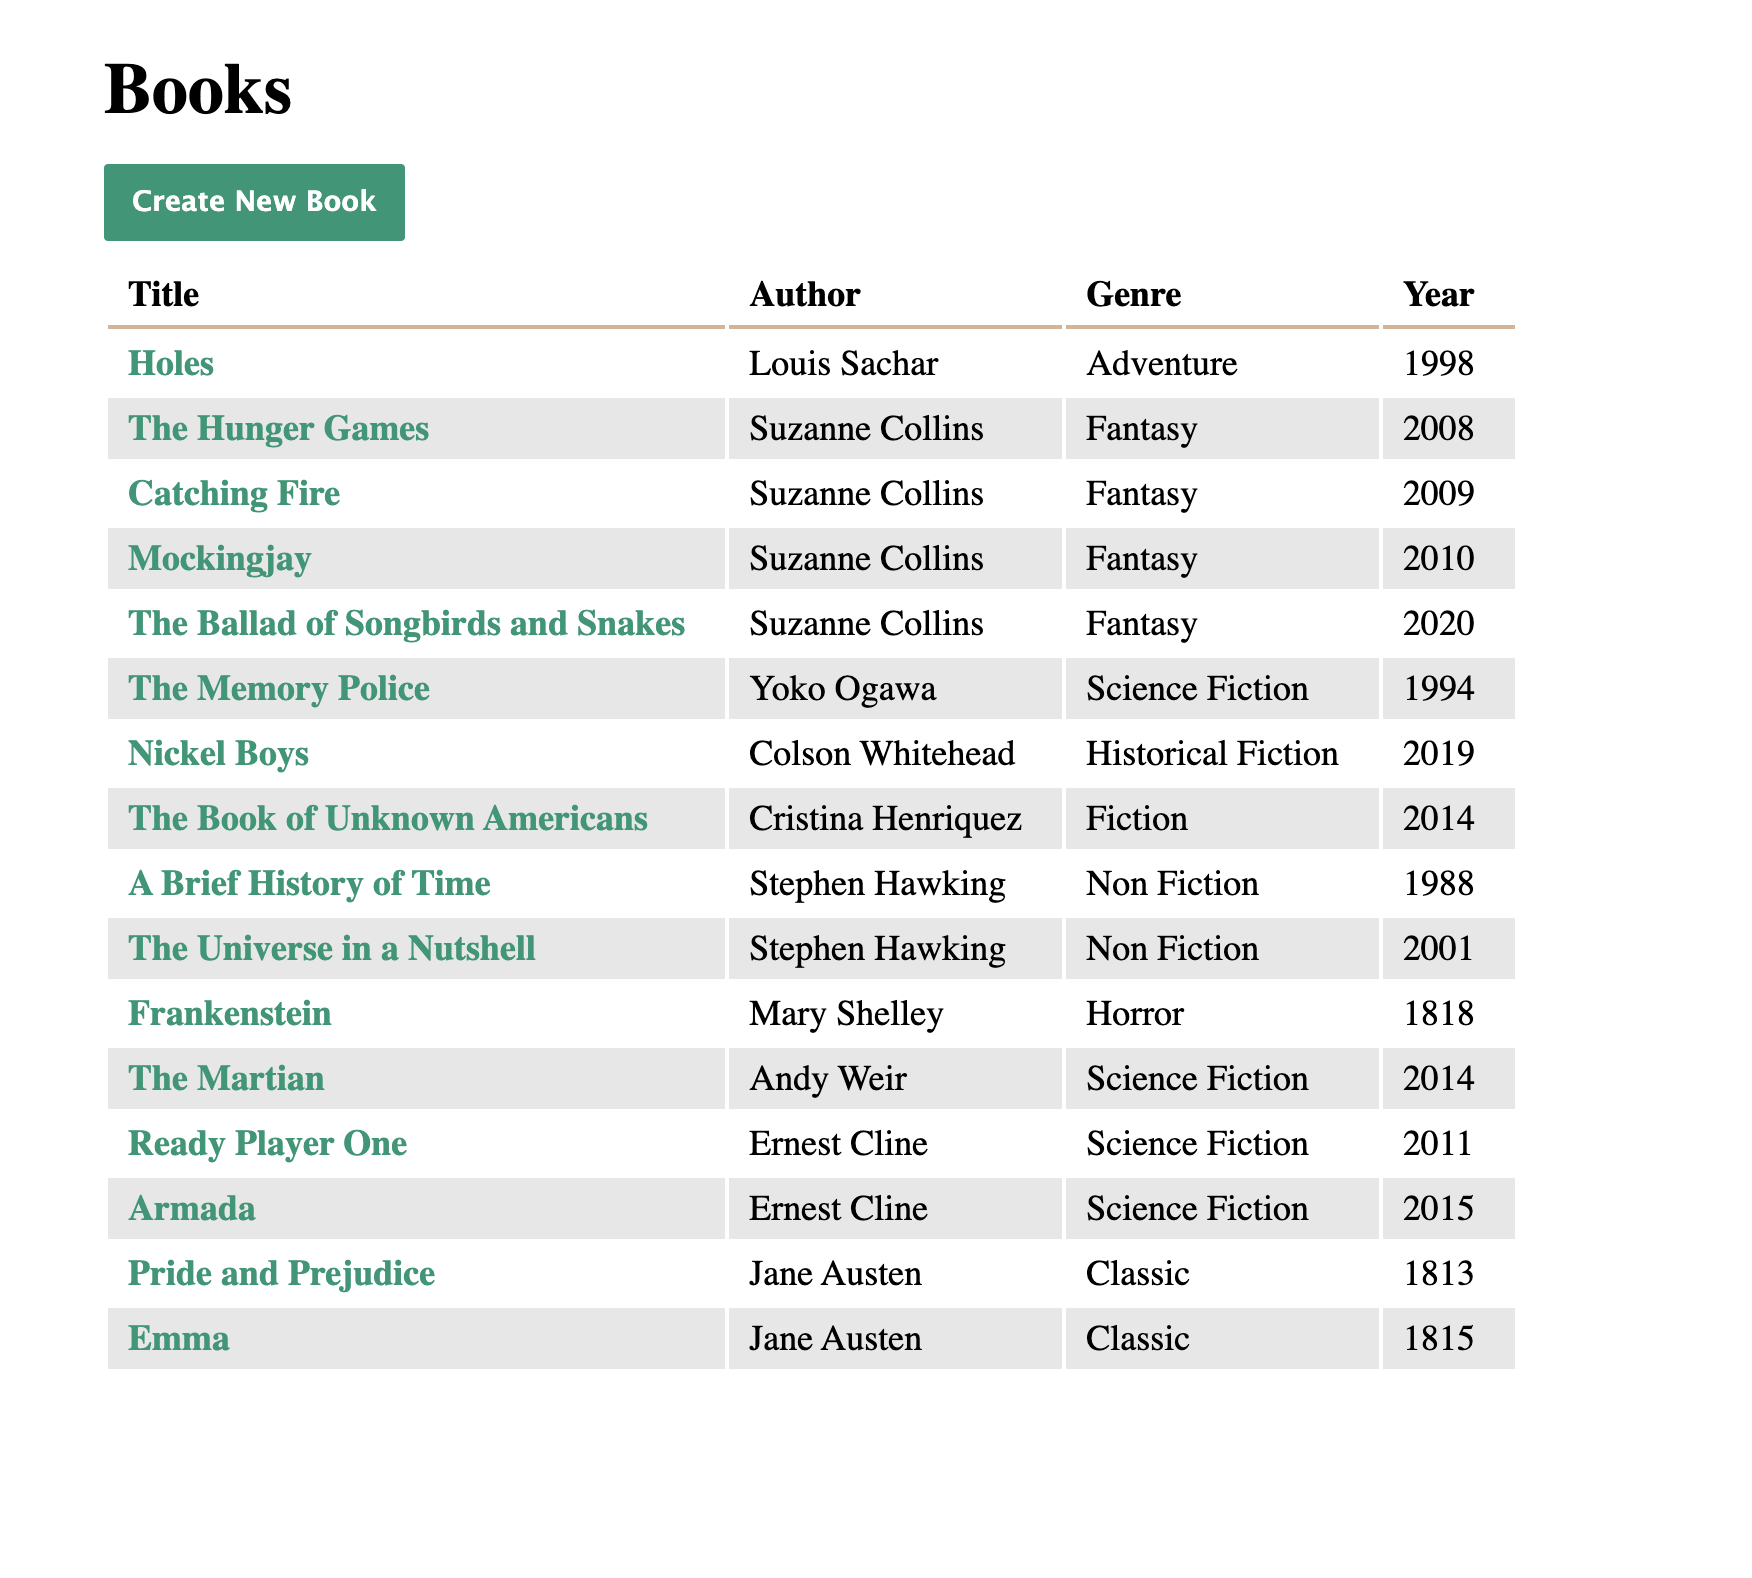 Books
Create New Book
Title Author Genre Year
Holes Louis Sachar Adventure 1998
The Hunger Games Suzanne Collins Fantasy 2008
Catching Fire Suzanne Collins Fantasy 2009
Mockingjay Suzanne Collins Fantasy 2010
The Ballad of Songbirds and Snakes Suzanne Collins Fantasy 2020
The Memory Police Yoko Ogawa Science Fiction 1994
Nickel Boys Colson Whitehead Historical Fiction 2019
The Book of Unknown Americans Cristina Henriquez Fiction 2014
A Brief History of Time Stephen Hawking Non Fiction 1988
The Universe in a Nutshell Stephen Hawking Non Fiction 2001
Frankenstein Mary Shelley Horror 1818
The Martian Andy Weir Science Fiction 2014
Ready Player One Ernest Cline Science Fiction 2011
Armada Ernest Cline Science Fiction 2015
Pride and Prejudice Jane Austen Classic 1813
Emma Jane Austen Classic 1815